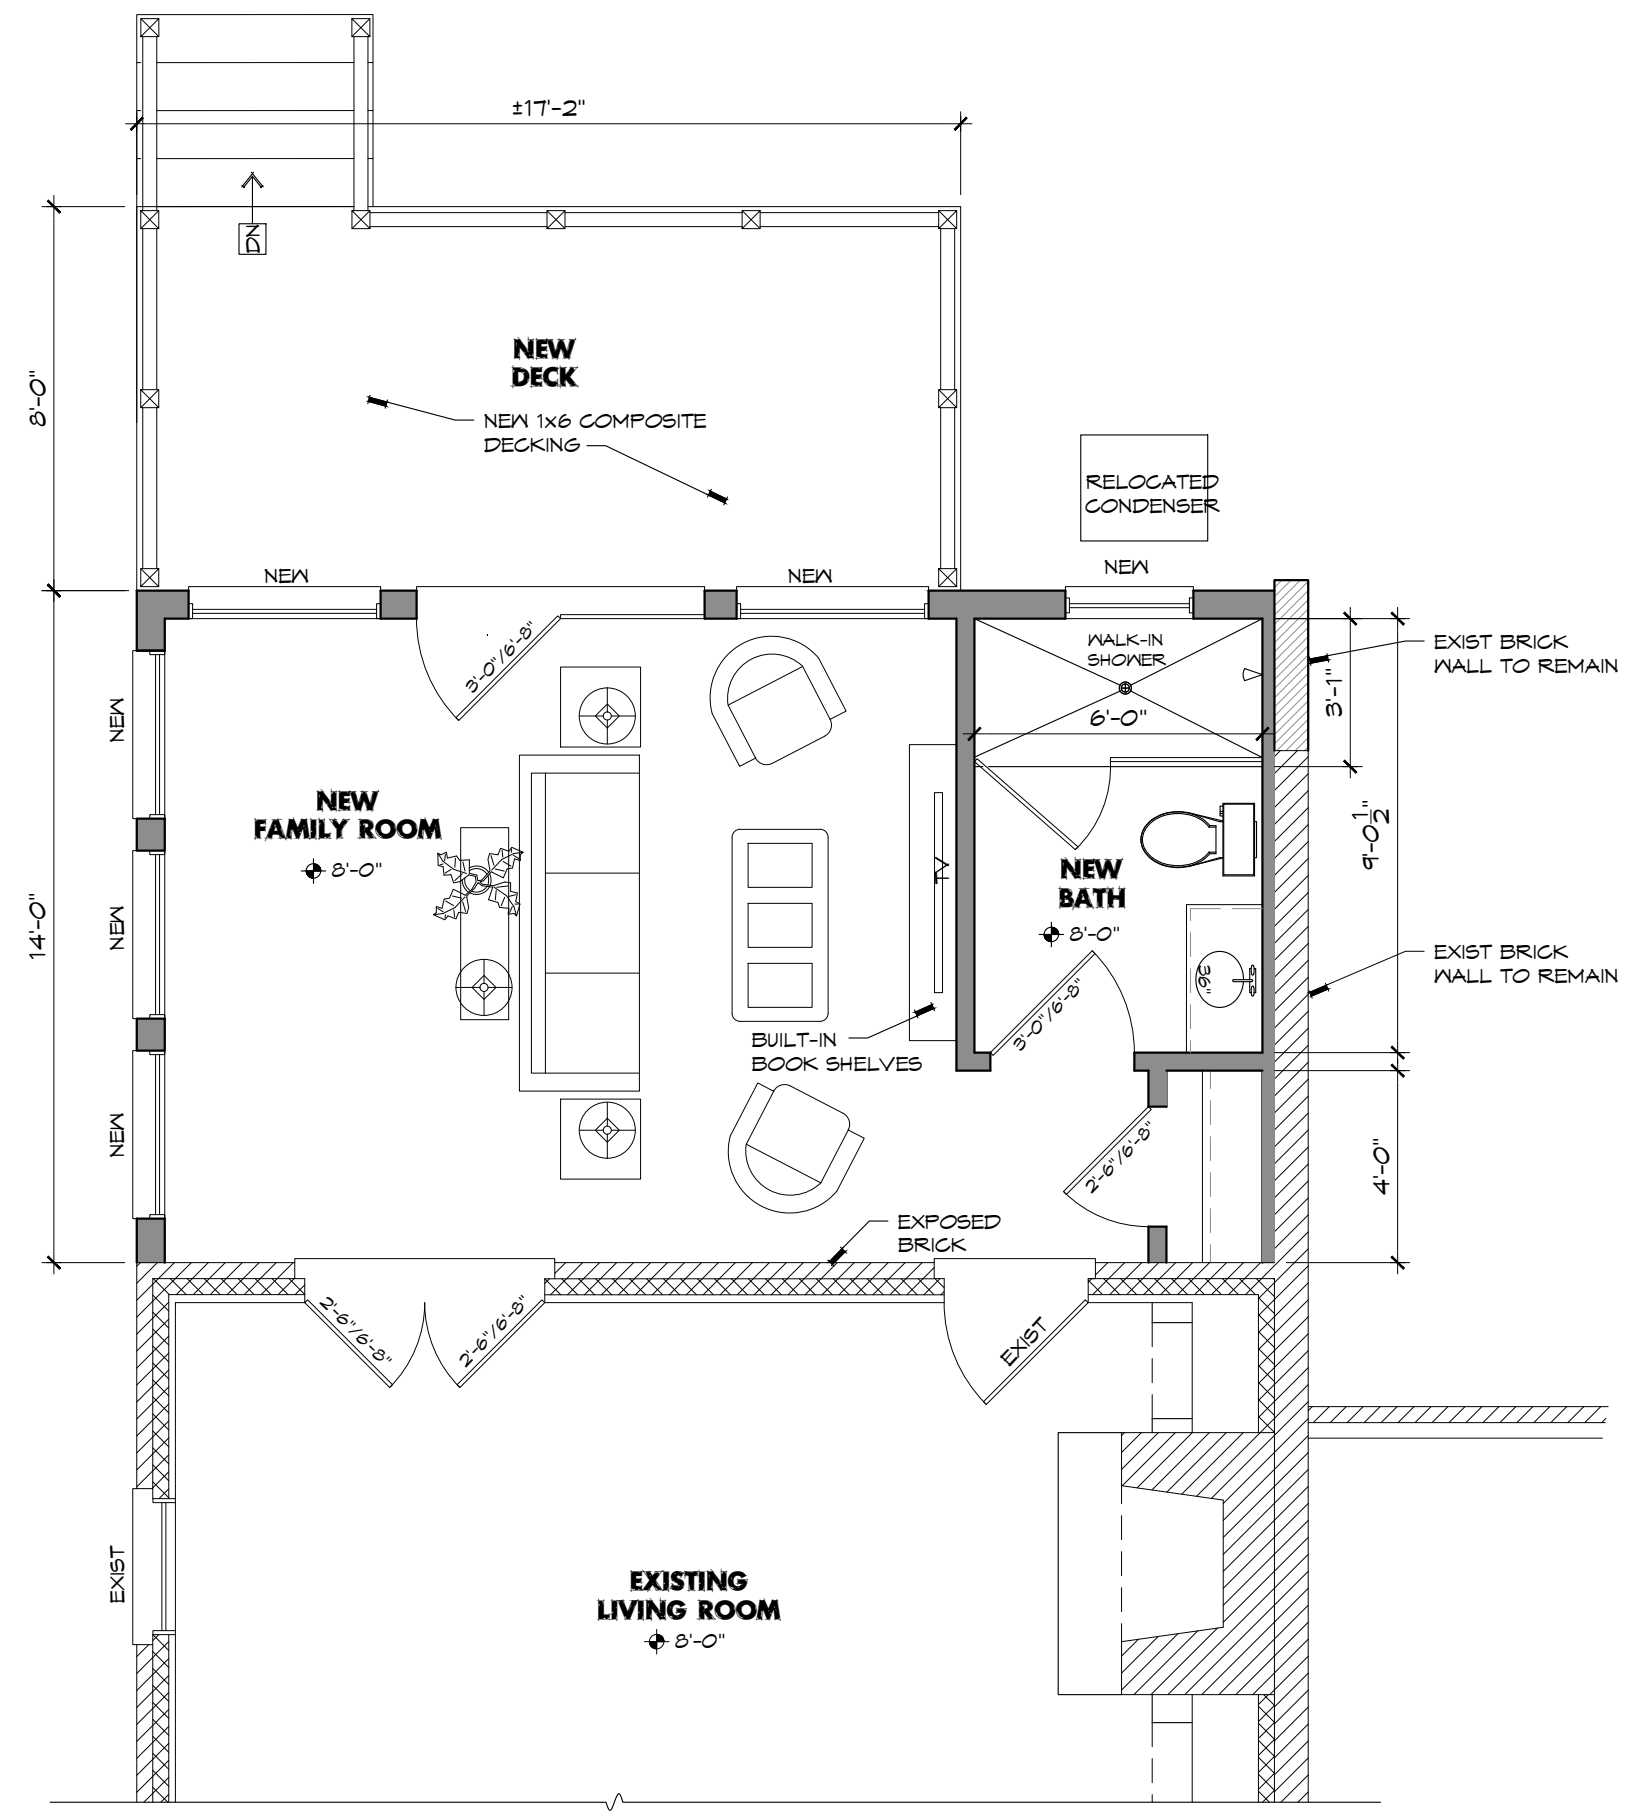 ±17'-2"
DN
8'-0"
NEW
DECK
NEW 1x6 COMPOSITE
DECKING
RELOCATED
CONDENSER
NEW
NEW
NEW
3'-0"/6'-8"
WALK-IN
SHOWER
6'-0"
3'-1"
EXIST BRICK
WALL TO REMAIN
NEW
NEW
FAMILY ROOM
8'-0"
TV
9'-0 1/2"
NEW
BATH
8'-0"
14'-0"
NEW
36"
3'-0"/6'-8"
EXIST BRICK
WALL TO REMAIN
BUILT-IN
BOOK SHELVES
NEW
2'-6"/6'-8"
4'-0"
EXPOSED
BRICK
2'-6"/6'-8"
2'-6"/6'-8"
EXIST
EXIST
EXISTING
LIVING ROOM
8'-0"